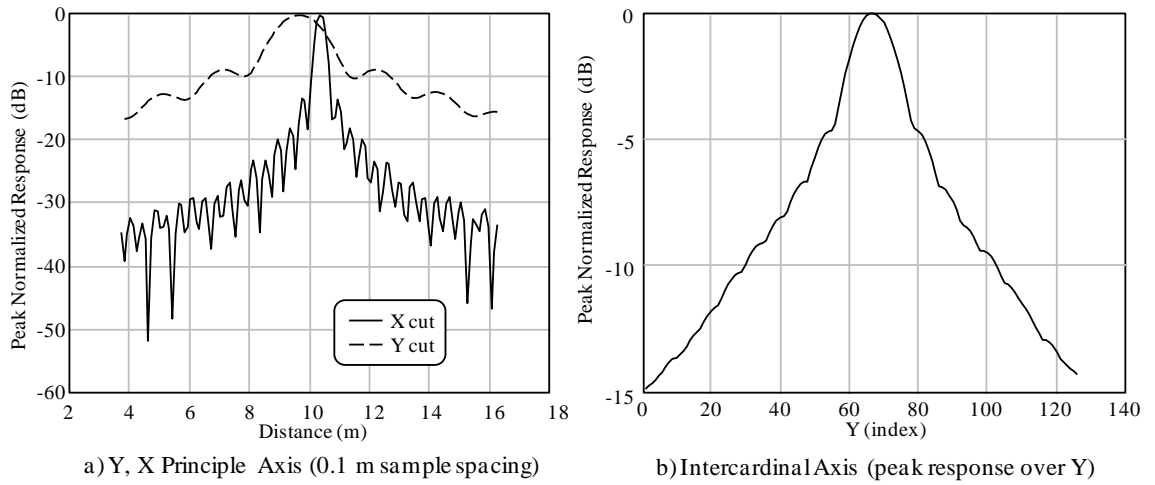 0
-10
-20
-30
-40
-50
-60
Peak Normalized Response (dB)
X cut
Y cut
2 4 6 8 10 12 14 16 18
Distance (m)
a) Y, X Principle Axis (0.1 m sample spacing)
0
-5
-10
-15
Peak Normalized Response (dB)
0 20 40 60 80 100 120 140
Y (index)
b) Intercardinal Axis (peak response over Y)